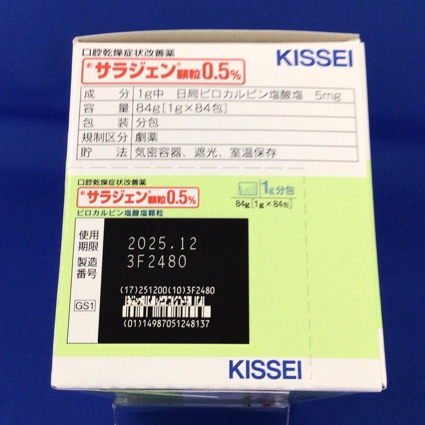 口腔乾燥症状改善薬
KISSEI
サラジェン顆粒0.5%
成分 1g中 日局ピロカルピン塩酸塩 5mg
容量 84g[1g×84包]
包装 分包
規制区分 劇薬
貯法 気密容器、遮光、室温保存
口腔乾燥症状改善薬
サラジェン顆粒0.5%
ピロカルピン塩酸塩顆粒
1g分包
84g[1g×84包]
使用期限 2025.12
製造番号 3F2480
GS1
(17)251200(10)3F2480
(01)14987051248137
KISSEI